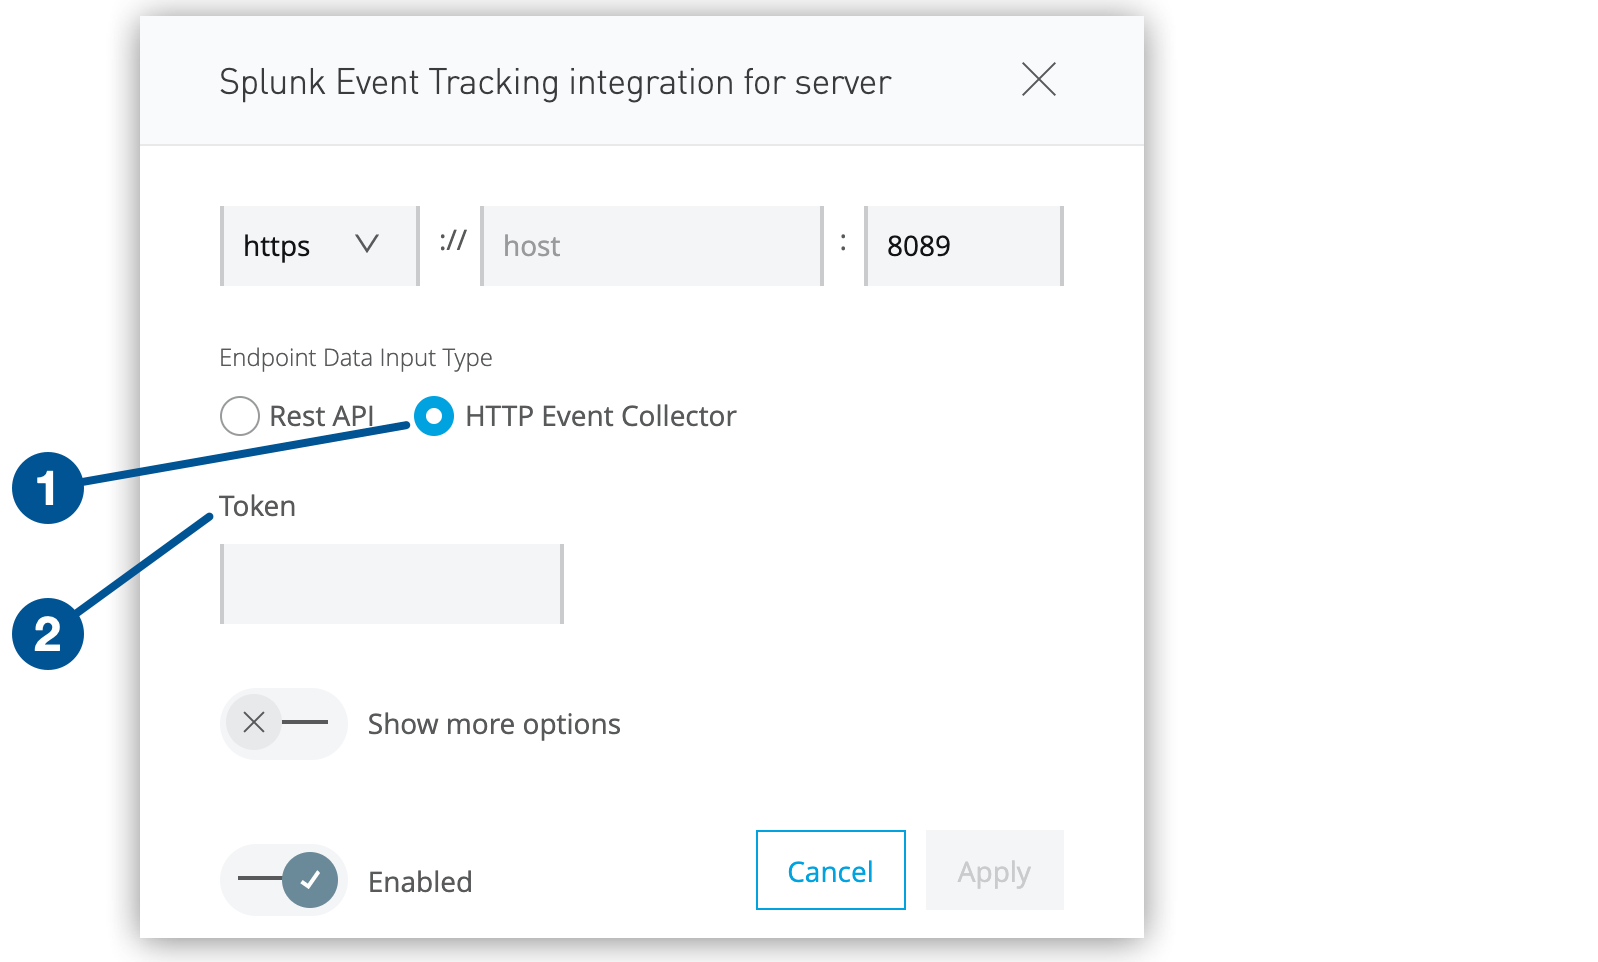 Splunk Event Tracking integration for server
https :// host : 8089
Endpoint Data Input Type
Rest API HTTP Event Collector
1
Token
2
Show more options
Enabled
Cancel Apply